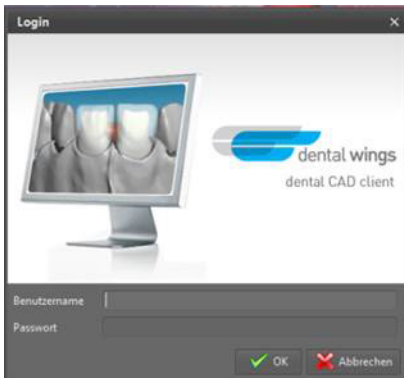 Login
dental wings
dental CAD client
Benutzername
Passwort
OK
Abbrechen